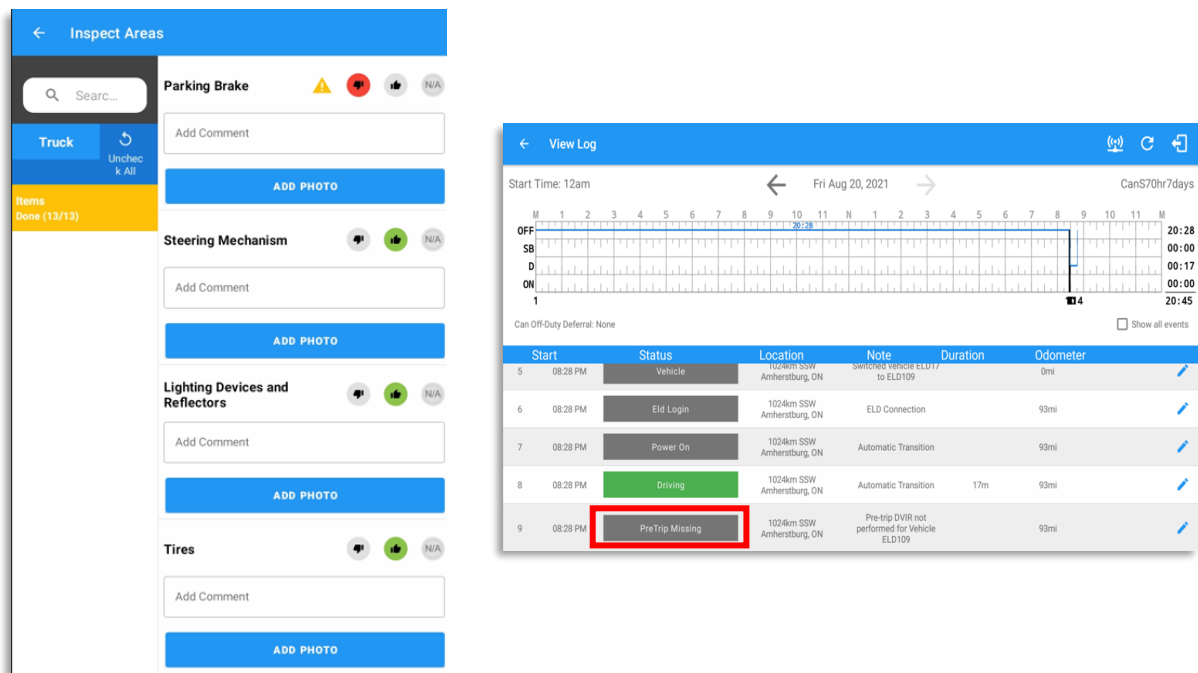 Inspect Areas
Searc...
Truck
Unchec
k All
Items
Done (13/13)
Parking Brake
N/A
Add Comment
ADD PHOTO
Steering Mechanism
N/A
Add Comment
ADD PHOTO
Lighting Devices and
Reflectors
N/A
Add Comment
ADD PHOTO
Tires
N/A
Add Comment
ADD PHOTO
View Log
Start Time: 12am
Fri Aug 20, 2021
CanS70hr7days
M 1 2 3 4 5 6 7 8 9 10 11 N 1 2 3 4 5 6 7 8 9 10 11 M
20:28
OFF 20:28
SB 00:00
D 00:17
ON 00:00
1 4 20:45
Can Off-Duty Deferral: None
Show all events
Start Status Location Note Duration Odometer
5 08:28 PM Vehicle 1024km SSW Amherstburg, ON Switched vehicle ELD17 to ELD109 0mi
6 08:28 PM Eld Login 1024km SSW Amherstburg, ON ELD Connection 93mi
7 08:28 PM Power On 1024km SSW Amherstburg, ON Automatic Transition 93mi
8 08:28 PM Driving 1024km SSW Amherstburg, ON Automatic Transition 17m 93mi
9 08:28 PM PreTrip Missing 1024km SSW Amherstburg, ON Pre-trip DVIR not performed for Vehicle ELD109 93mi